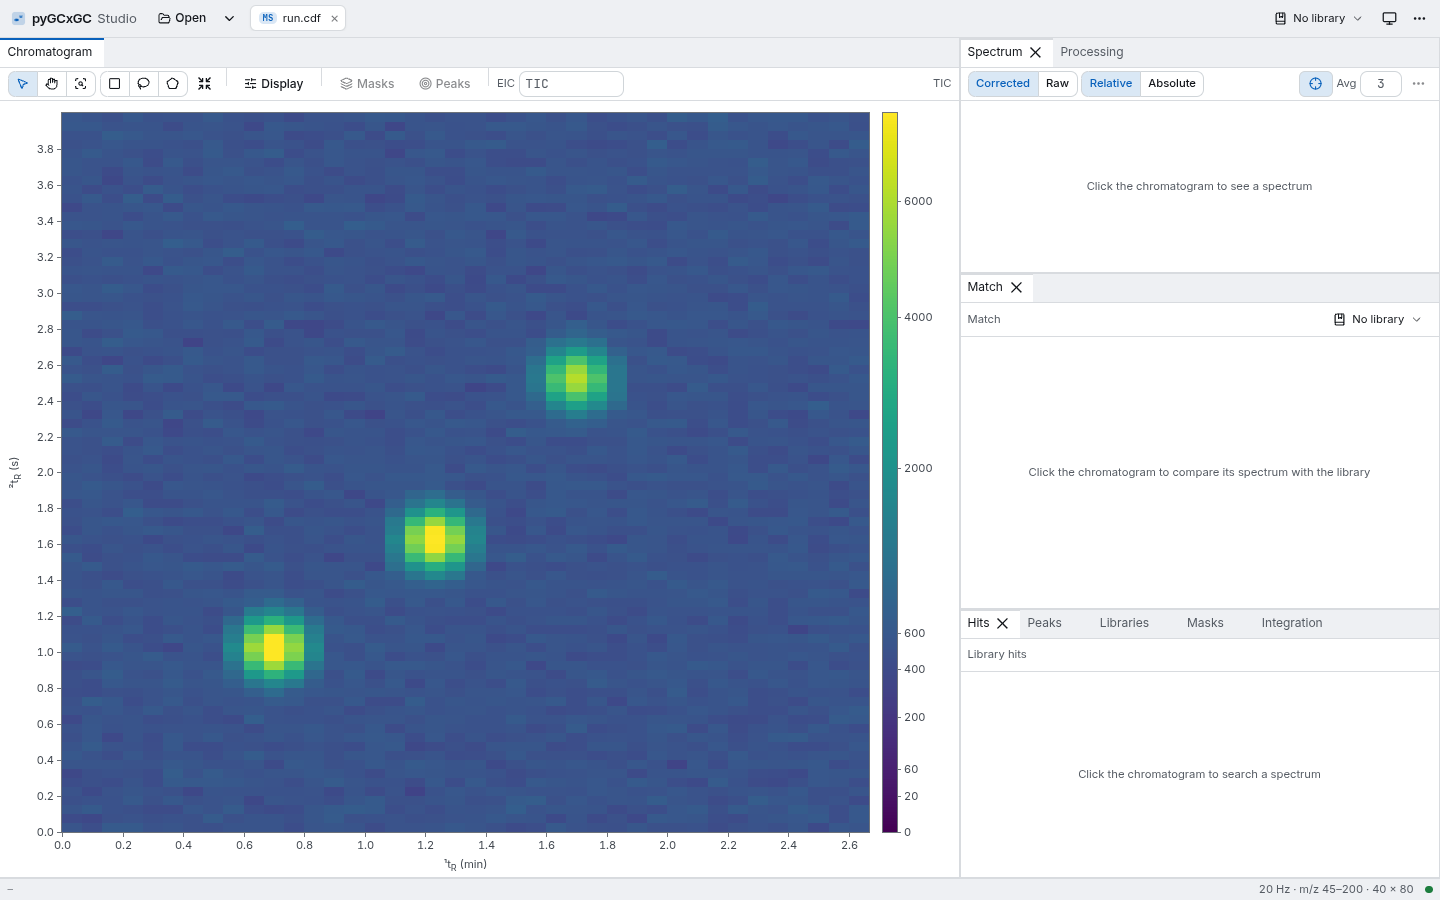 pyGCxGC Studio Open MS run.cdf × No library
Chromatogram
Display Masks Peaks EIC TIC TIC
3.8
3.6
3.4
3.2
3.0
2.8
2.6
2.4
2.2
2.0
1.8
1.6
1.4
1.2
1.0
0.8
0.6
0.4
0.2
0.0
²tR (s)
0.0 0.2 0.4 0.6 0.8 1.0 1.2 1.4 1.6 1.8 2.0 2.2 2.4 2.6
¹tR (min)
6000
4000
2000
600
400
200
60
20
0
Spectrum Processing
Corrected Raw Relative Absolute Avg 3
Click the chromatogram to see a spectrum
Match
Match No library
Click the chromatogram to compare its spectrum with the library
Hits Peaks Libraries Masks Integration
Library hits
Click the chromatogram to search a spectrum
– 20 Hz · m/z 45–200 · 40 × 80